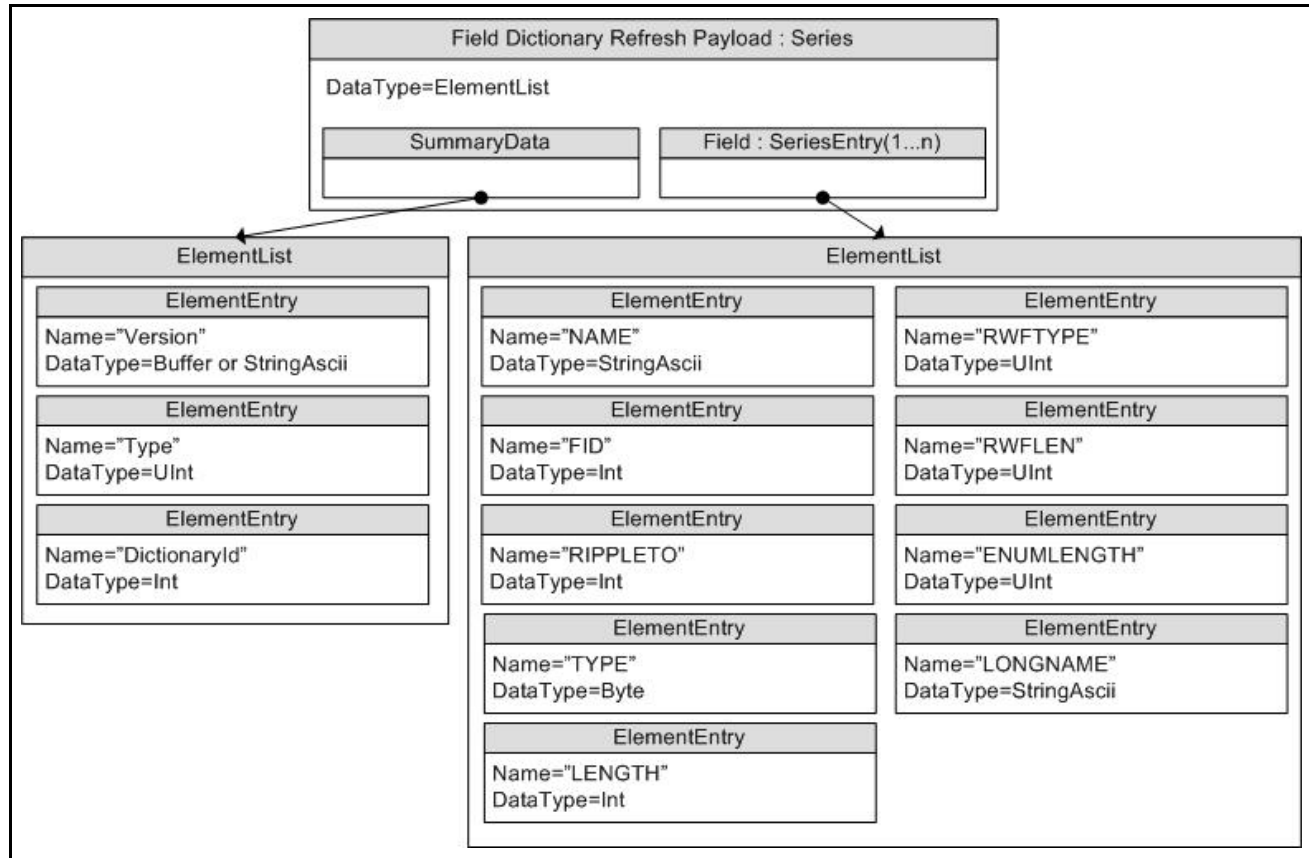 Field Dictionary Refresh Payload : Series
DataType=ElementList
SummaryData
Field : SeriesEntry(1...n)
ElementList
ElementEntry
Name="Version"
DataType=Buffer or StringAscii
ElementEntry
Name="Type"
DataType=UInt
ElementEntry
Name="DictionaryId"
DataType=Int
ElementList
ElementEntry
Name="NAME"
DataType=StringAscii
ElementEntry
Name="FID"
DataType=Int
ElementEntry
Name="RIPPLETO"
DataType=Int
ElementEntry
Name="TYPE"
DataType=Byte
ElementEntry
Name="LENGTH"
DataType=Int
ElementEntry
Name="RWFTYPE"
DataType=UInt
ElementEntry
Name="RWFLEN"
DataType=UInt
ElementEntry
Name="ENUMLENGTH"
DataType=UInt
ElementEntry
Name="LONGNAME"
DataType=StringAscii